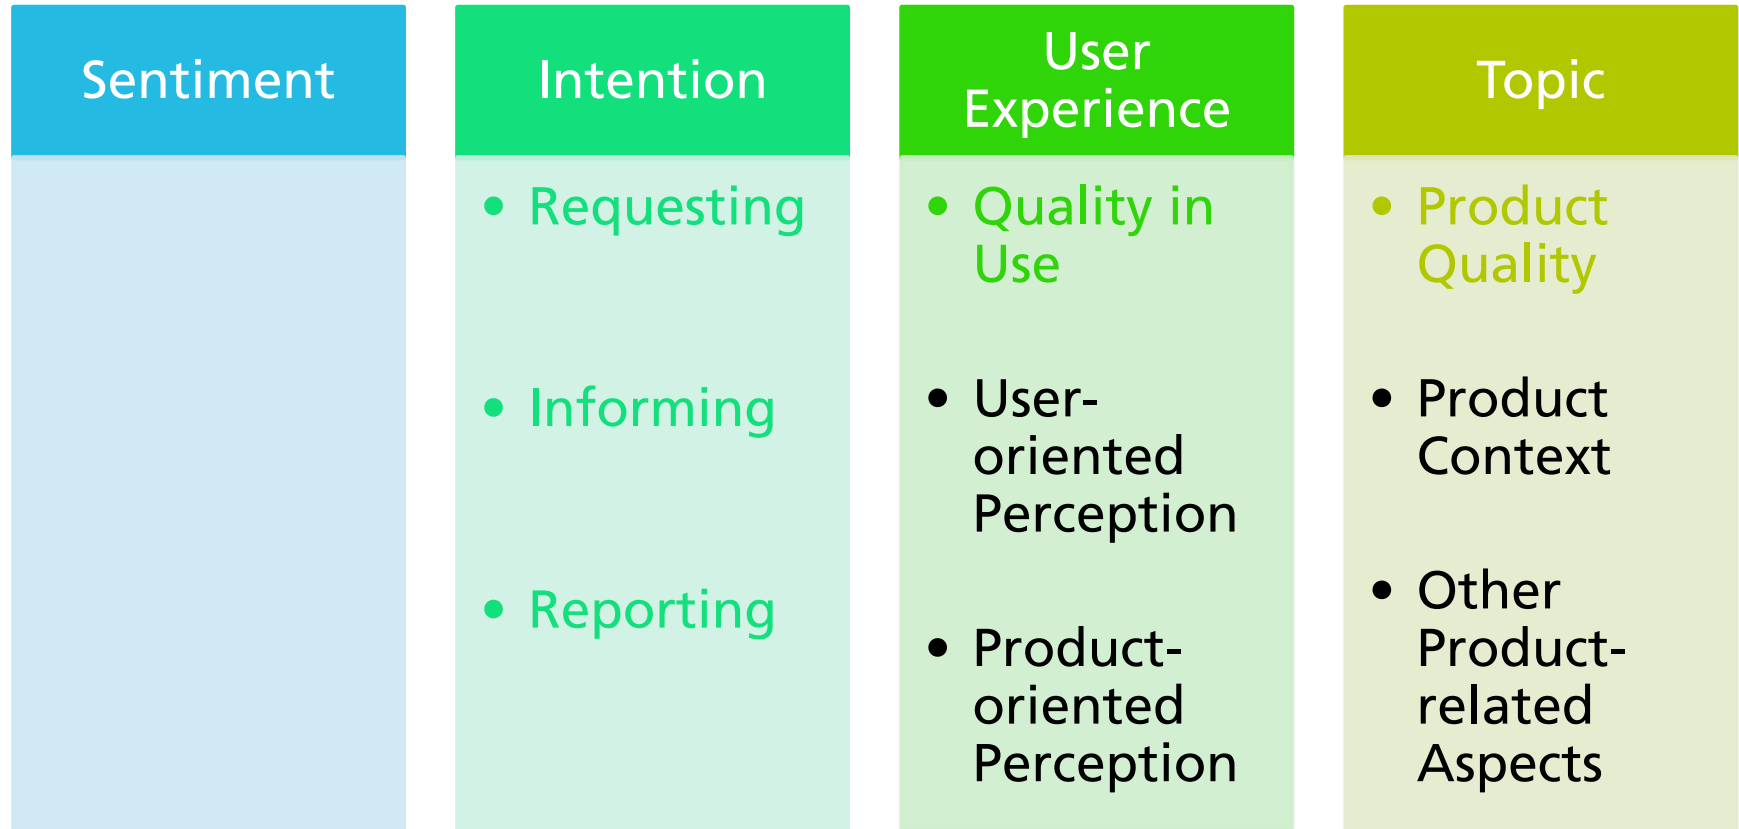 Sentiment
Intention
• Requesting
• Informing
• Reporting
User
Experience
• Quality in
Use
• User-
oriented
Perception
• Product-
oriented
Perception
Topic
• Product
Quality
• Product
Context
• Other
Product-
related
Aspects